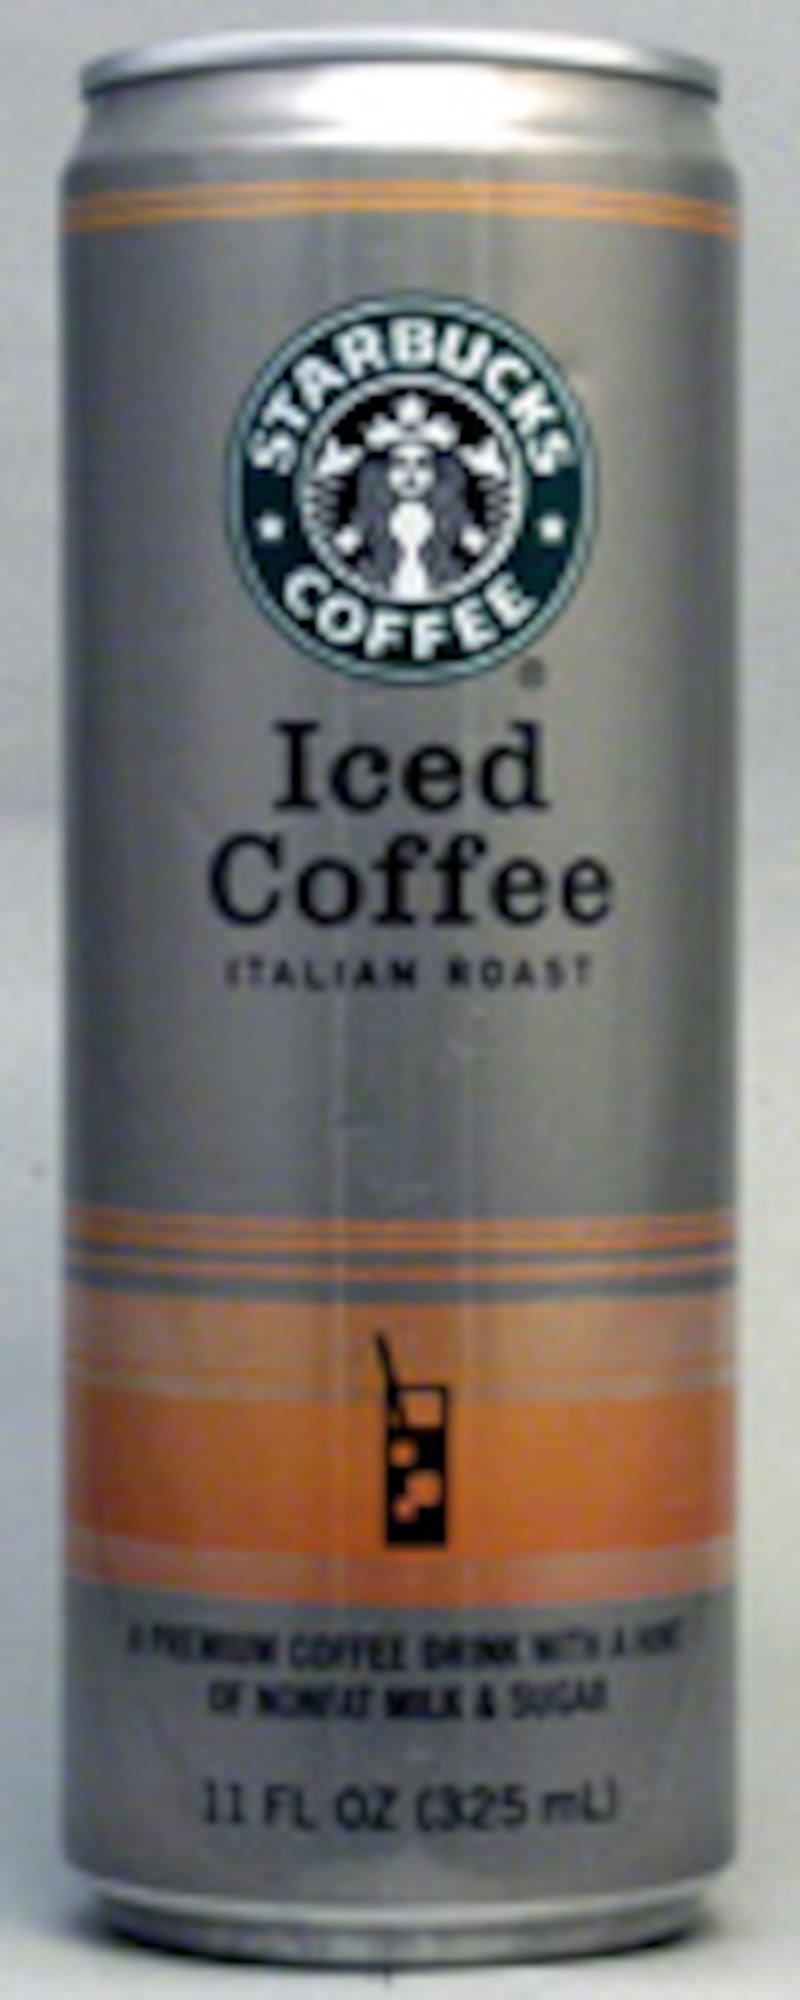 STARBUCKS
COFFEE
®
Iced
Coffee
ITALIAN ROAST
A PREMIUM COFFEE DRINK WITH A HINT
OF NONFAT MILK & SUGAR
11 FL OZ (325 mL)